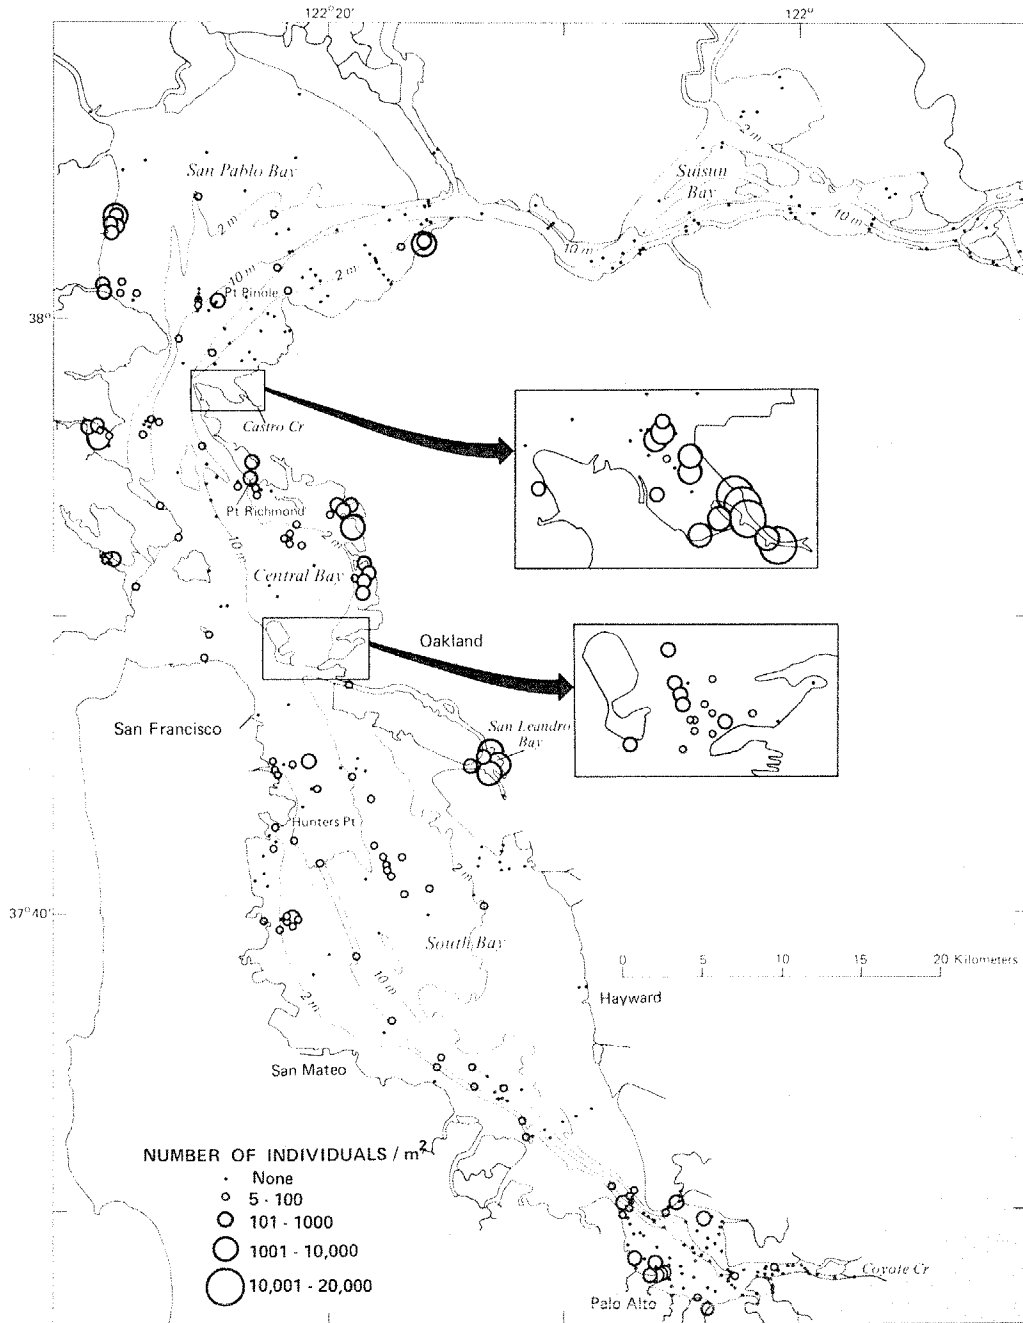 122°20'
122°
2 m
San Pablo Bay
Suisun
Bay
2 m
10 m
10 m
10 m
2 m
Pt Pinole
38°
Castro Cr
Pt Richmond
2 m
10 m
Central Bay
Oakland
San Francisco
San Leandro
Bay
Hunters Pt
2 m
37°40'
South Bay
0 5 10 15 20 Kilometers
10 m
2 m
Hayward
San Mateo
NUMBER OF INDIVIDUALS / m²
None
5 - 100
101 - 1000
1001 - 10,000
10,001 - 20,000
Coyote Cr
Palo Alto